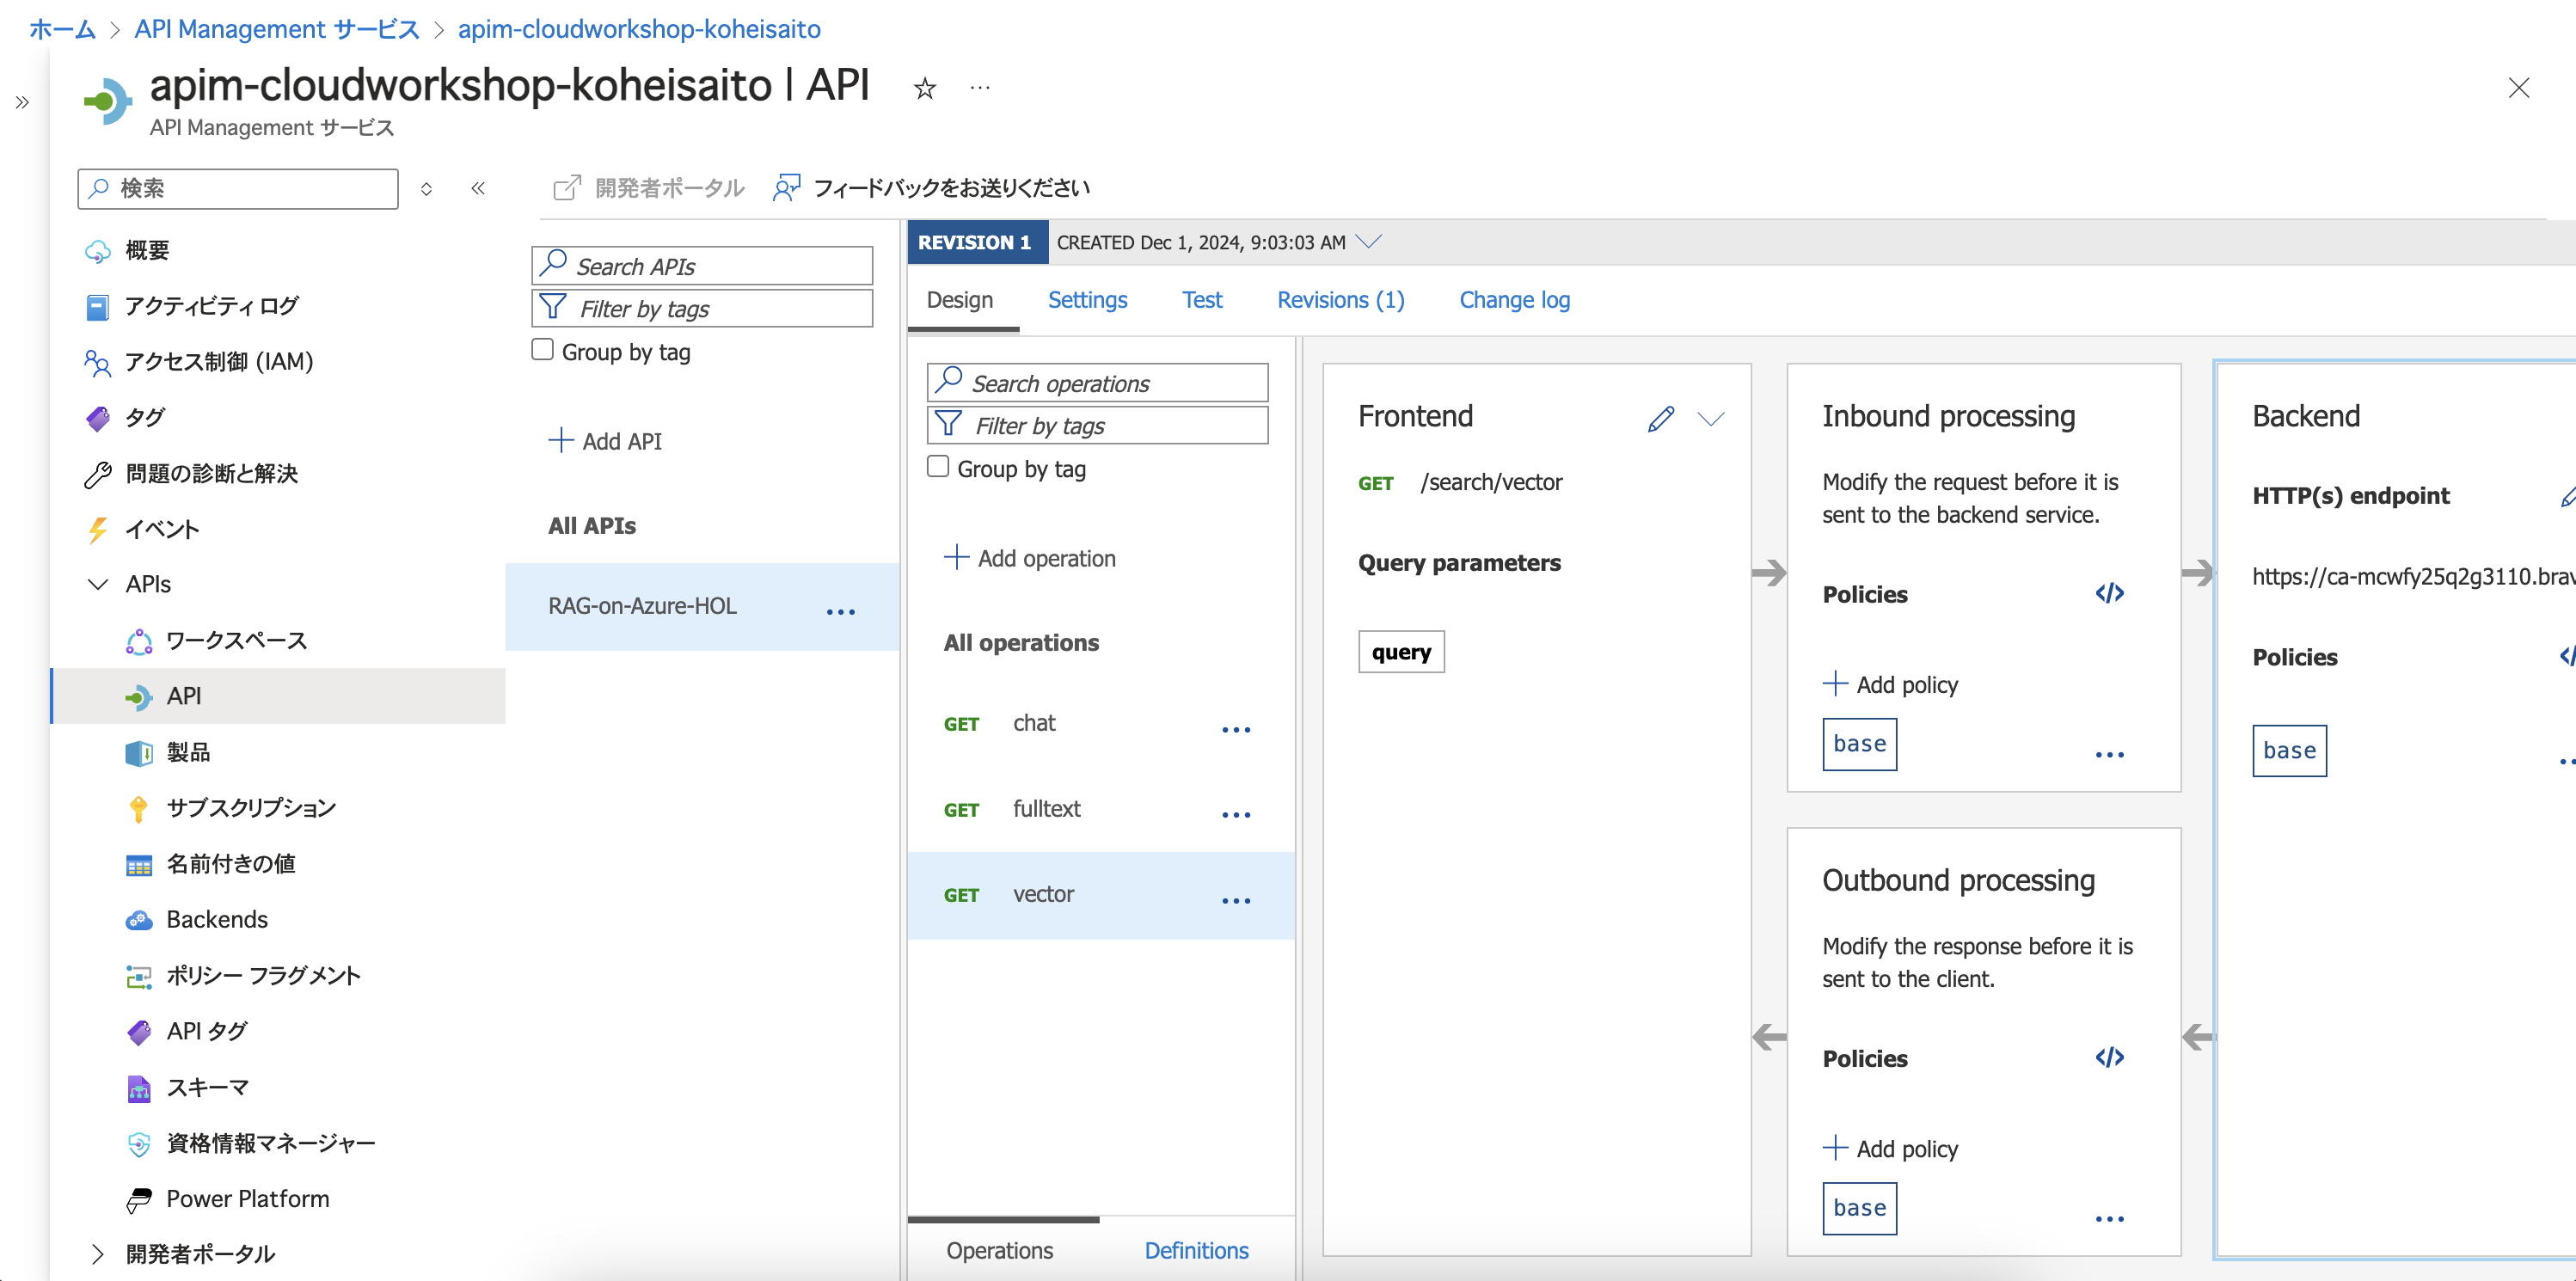 ホーム > API Management サービス > apim-cloudworkshop-koheisaito
apim-cloudworkshop-koheisaito | API
API Management サービス
検索
概要
アクティビティ ログ
アクセス制御 (IAM)
タグ
問題の診断と解決
イベント
APIs
ワークスペース
API
製品
サブスクリプション
名前付きの値
Backends
ポリシー フラグメント
API タグ
スキーマ
資格情報マネージャー
Power Platform
開発者ポータル
開発者ポータル
フィードバックをお送りください
Search APIs
Filter by tags
Group by tag
Add API
All APIs
RAG-on-Azure-HOL
REVISION 1
CREATED Dec 1, 2024, 9:03:03 AM
Design
Settings
Test
Revisions (1)
Change log
Search operations
Filter by tags
Group by tag
Add operation
All operations
GET chat
GET fulltext
GET vector
Operations
Definitions
Frontend
GET /search/vector
Query parameters
query
Inbound processing
Modify the request before it is
sent to the backend service.
Policies </>
Add policy
base
Outbound processing
Modify the response before it is
sent to the client.
Policies </>
Add policy
base
Backend
HTTP(s) endpoint
https://ca-mcwfy25q2g3110.brav
Policies
base